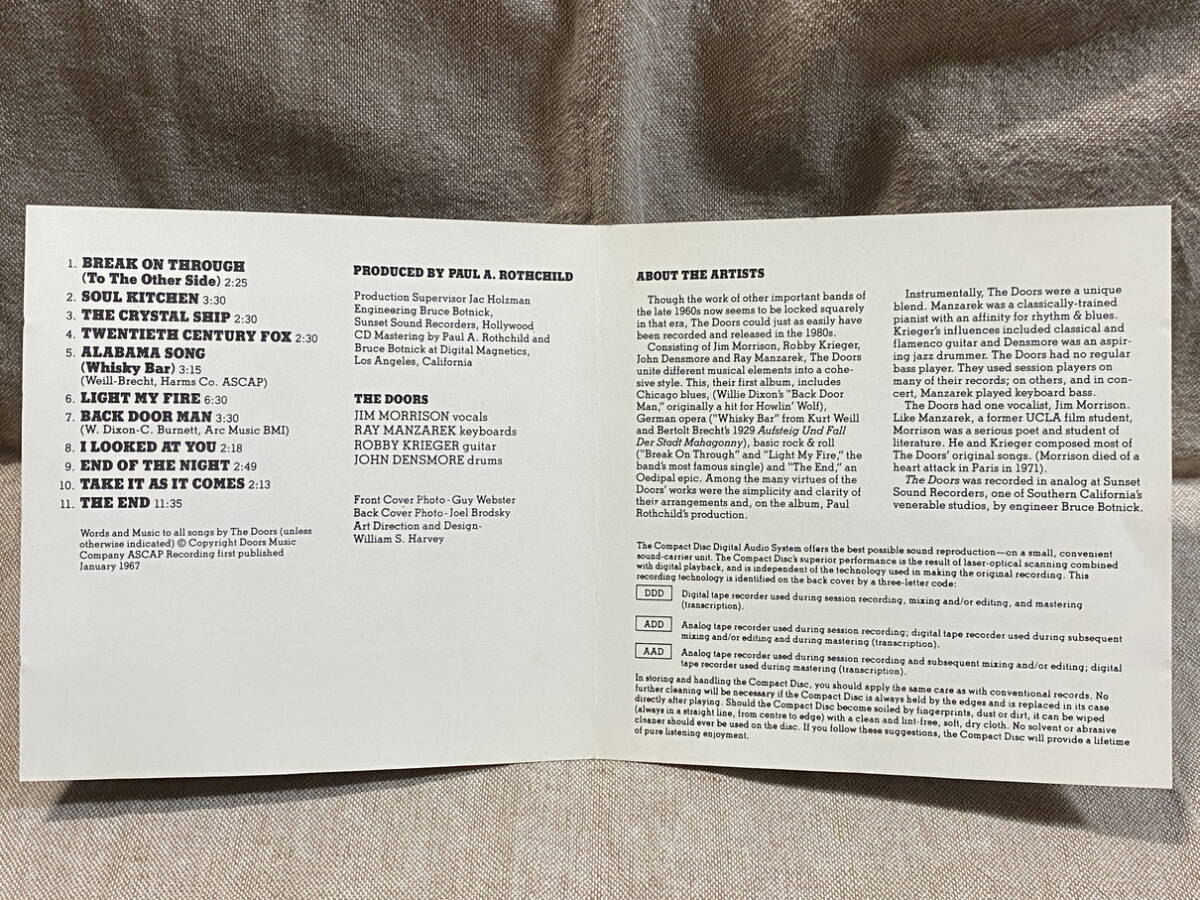 1. BREAK ON THROUGH
(To The Other Side) 2:25
2. SOUL KITCHEN 3:30
3. THE CRYSTAL SHIP 2:30
4. TWENTIETH CENTURY FOX 2:30
5. ALABAMA SONG
(Whisky Bar) 3:15
(Weill-Brecht, Harms Co. ASCAP)
6. LIGHT MY FIRE 6:30
7. BACK DOOR MAN 3:30
(W. Dixon-C. Burnett, Arc Music BMI)
8. I LOOKED AT YOU 2:18
9. END OF THE NIGHT 2:49
10. TAKE IT AS IT COMES 2:13
11. THE END 11:35
Words and Music to all songs by The Doors (unless
otherwise indicated) © Copyright Doors Music
Company ASCAP Recording first published
January 1967
PRODUCED BY PAUL A. ROTHCHILD
Production Supervisor Jac Holzman
Engineering Bruce Botnick,
Sunset Sound Recorders, Hollywood
CD Mastering by Paul A. Rothchild and
Bruce Botnick at Digital Magnetics,
Los Angeles, California
THE DOORS
JIM MORRISON vocals
RAY MANZAREK keyboards
ROBBY KRIEGER guitar
JOHN DENSMORE drums
Front Cover Photo-Guy Webster
Back Cover Photo-Joel Brodsky
Art Direction and Design-
William S. Harvey
ABOUT THE ARTISTS
Though the work of other important bands of
the late 1960s now seems to be locked squarely
in that era, The Doors could just as easily have
been recorded and released in the 1980s.
Consisting of Jim Morrison, Robby Krieger,
John Densmore and Ray Manzarek, The Doors
unite different musical elements into a cohe-
sive style. This, their first album, includes
Chicago blues, (Willie Dixon's "Back Door
Man," originally a hit for Howlin' Wolf),
German opera ("Whisky Bar" from Kurt Weill
and Bertolt Brecht's 1929 Aufsteig Und Fall
Der Stadt Mahagonny), basic rock & roll
("Break On Through" and "Light My Fire," the
band's most famous single) and "The End," an
Oedipal epic. Among the many virtues of the
Doors' works were the simplicity and clarity of
their arrangements and, on the album, Paul
Rothchild's production.
Instrumentally, The Doors were a unique
blend. Manzarek was a classically-trained
pianist with an affinity for rhythm & blues.
Krieger's influences included classical and
flamenco guitar and Densmore was an aspir-
ing jazz drummer. The Doors had no regular
bass player. They used session players on
many of their records; on others, and in con-
cert, Manzarek played keyboard bass.
The Doors had one vocalist, Jim Morrison.
Like Manzarek, a former UCLA film student,
Morrison was a serious poet and student of
literature. He and Krieger composed most of
The Doors' original songs. (Morrison died of a
heart attack in Paris in 1971).
The Doors was recorded in analog at Sunset
Sound Recorders, one of Southern California's
venerable studios, by engineer Bruce Botnick.
The Compact Disc Digital Audio System offers the best possible sound reproduction—on a small, convenient
sound-carrier unit. The Compact Disc's superior performance is the result of laser-optical scanning combined
with digital playback, and is independent of the technology used in making the original recording. This
recording technology is identified on the back cover by a three-letter code:
DDD Digital tape recorder used during session recording, mixing and/or editing, and mastering
(transcription).
ADD Analog tape recorder used during session recording; digital tape recorder used during subsequent
mixing and/or editing and during mastering (transcription).
AAD Analog tape recorder used during session recording and subsequent mixing and/or editing; digital
tape recorder used during mastering (transcription).
In storing and handling the Compact Disc, you should apply the same care as with conventional records. No
further cleaning will be necessary if the Compact Disc is always held by the edges and is replaced in its case
directly after playing. Should the Compact Disc become soiled by fingerprints, dust or dirt, it can be wiped
(always in a straight line, from centre to edge) with a clean and lint-free, soft, dry cloth. No solvent or abrasive
cleaner should ever be used on the disc. If you follow these suggestions, the Compact Disc will provide a lifetime
of pure listening enjoyment.